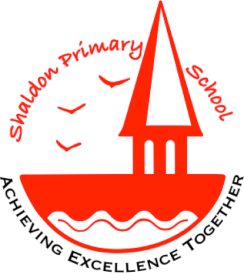 Shaldon Primary School
ACHIEVING EXCELLENCE TOGETHER